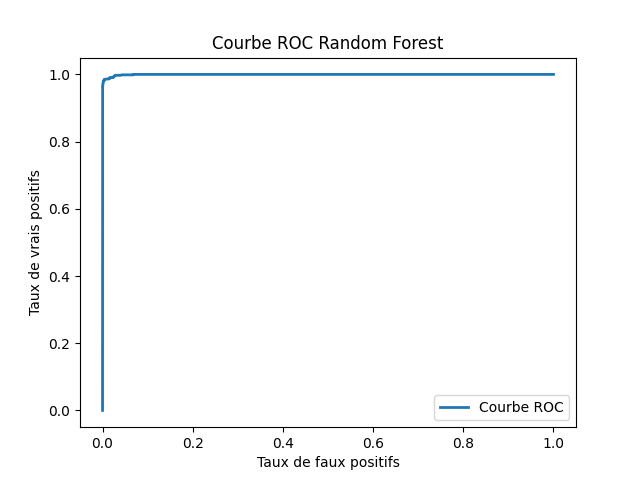 Courbe ROC Random Forest
1.0
0.8
0.6
0.4
0.2
0.0
Taux de vrais positifs
Courbe ROC
0.0 0.2 0.4 0.6 0.8 1.0
Taux de faux positifs